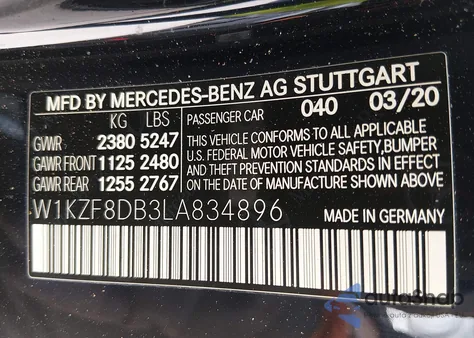 MFD BY MERCEDES-BENZ AG STUTTGART
KG LBS PASSENGER CAR 040 03/20
GVWR 2380 5247
GAWR FRONT 1125 2480
GAWR REAR 1255 2767
THIS VEHICLE CONFORMS TO ALL APPLICABLE
U.S. FEDERAL MOTOR VEHICLE SAFETY,BUMPER
AND THEFT PREVENTION STANDARDS IN EFFECT
ON THE DATE OF MANUFACTURE SHOWN ABOVE.
W1KZF8DB3LA834896 MADE IN GERMANY
autoSnap